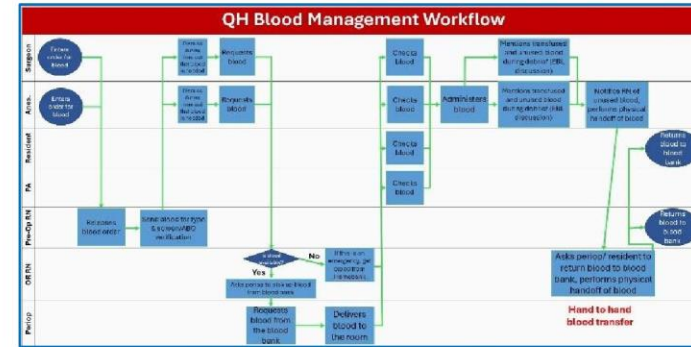 QH Blood Management Workflow
Surgeon
Enters
order for
blood
Requests
blood
Checks
blood
Mentions transfused
and unused blood
during debrief (EBL
discussion)
Anes.
Enters
order for
blood
Requests
blood
Checks
blood
Administers
blood
Mentions transfused
and unused blood
during debrief (EBL
discussion)
Notifies RN of
unused blood,
performs physical
handoff of blood
Resident
Checks
blood
Returns
blood to
blood bank
PA
Checks
blood
Pre-Op RN
Releases
blood order
Sends blood for type
& screen/ABO
verification
Returns
blood to
blood
bank
OR RN
Is blood
available?
No
Yes
If this is an
emergency, get
Asks periop to pick up blood
from blood bank
Asks periop/ resident to
return blood to blood
bank, performs physical
handoff of blood
Periop
Requests
blood from
the blood
bank
Delivers
blood to
the room
Hand to hand
blood transfer